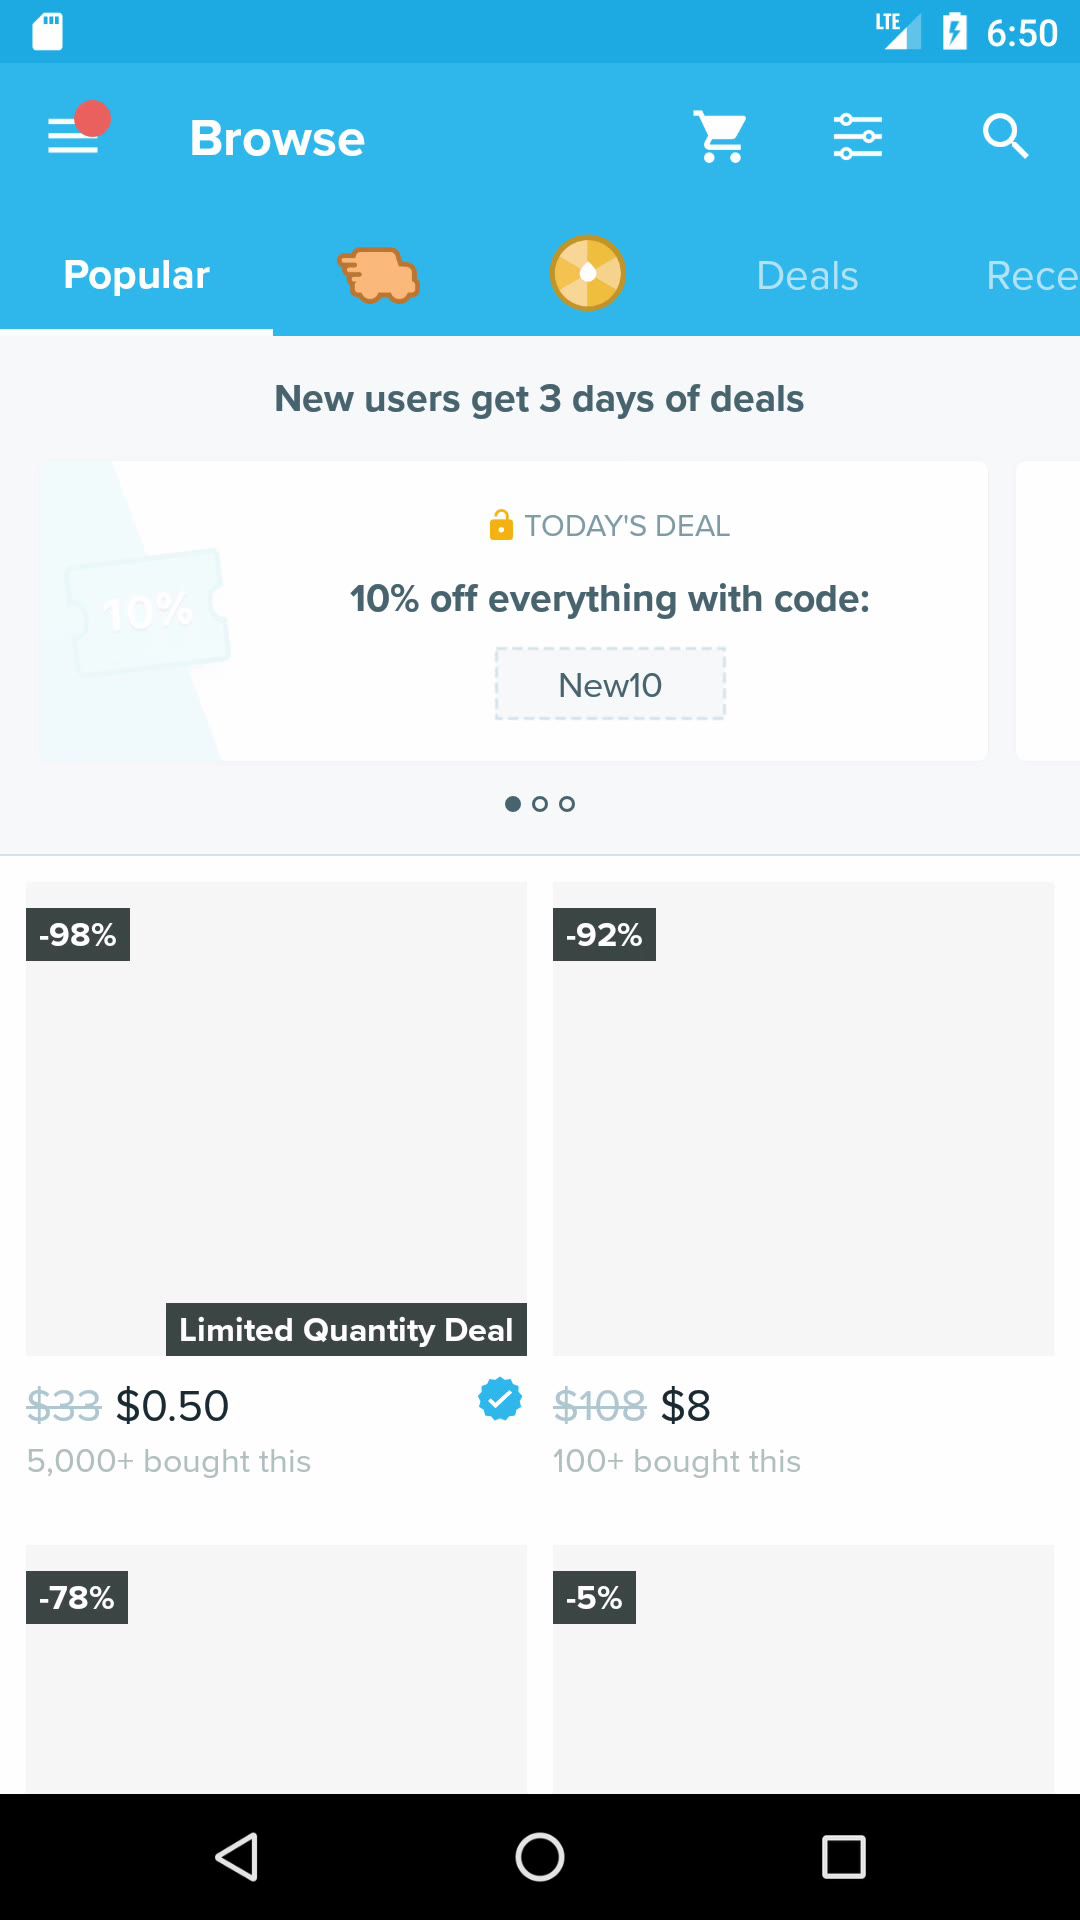 LTE 6:50
Browse
Popular Deals Rece
New users get 3 days of deals
TODAY'S DEAL
10% off everything with code:
10%
New10
-98% -92%
Limited Quantity Deal
$33 $0.50 $108 $8
5,000+ bought this 100+ bought this
-78% -5%